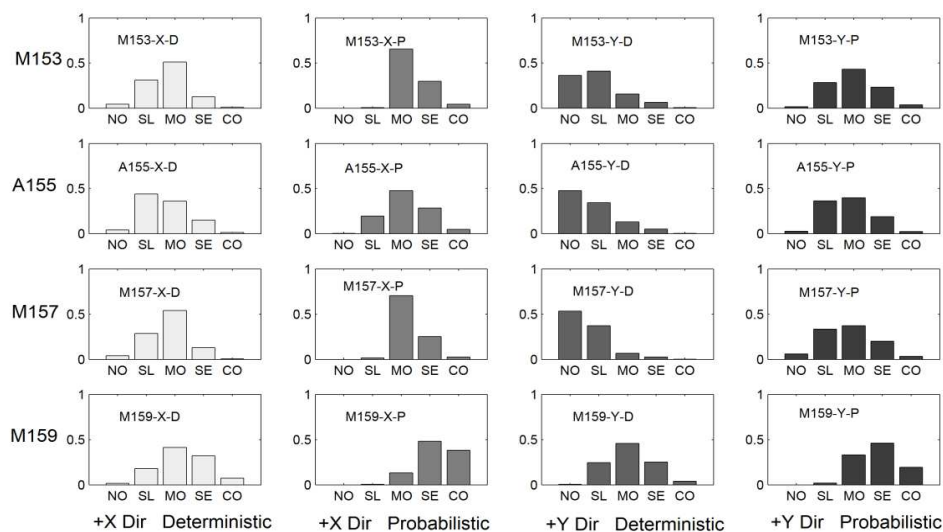 M153
1 M153-X-D 0.5 0 NO SL MO SE CO
1 M153-X-P 0.5 0 NO SL MO SE CO
1 M153-Y-D 0.5 0 NO SL MO SE CO
1 M153-Y-P 0.5 0 NO SL MO SE CO
A155
1 A155-X-D 0.5 0 NO SL MO SE CO
1 A155-X-P 0.5 0 NO SL MO SE CO
1 A155-Y-D 0.5 0 NO SL MO SE CO
1 A155-Y-P 0.5 0 NO SL MO SE CO
M157
1 M157-X-D 0.5 0 NO SL MO SE CO
1 M157-X-P 0.5 0 NO SL MO SE CO
1 M157-Y-D 0.5 0 NO SL MO SE CO
1 M157-Y-P 0.5 0 NO SL MO SE CO
M159
1 M159-X-D 0.5 0 NO SL MO SE CO
1 M159-X-P 0.5 0 NO SL MO SE CO
1 M159-Y-D 0.5 0 NO SL MO SE CO
1 M159-Y-P 0.5 0 NO SL MO SE CO
+X Dir Deterministic
+X Dir Probabilistic
+Y Dir Deterministic
+Y Dir Probabilistic